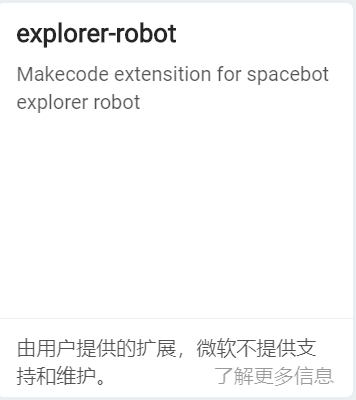 explorer-robot
Makecode extensition for spacebot
explorer robot
由用户提供的扩展，微软不提供支
持和维护。 了解更多信息